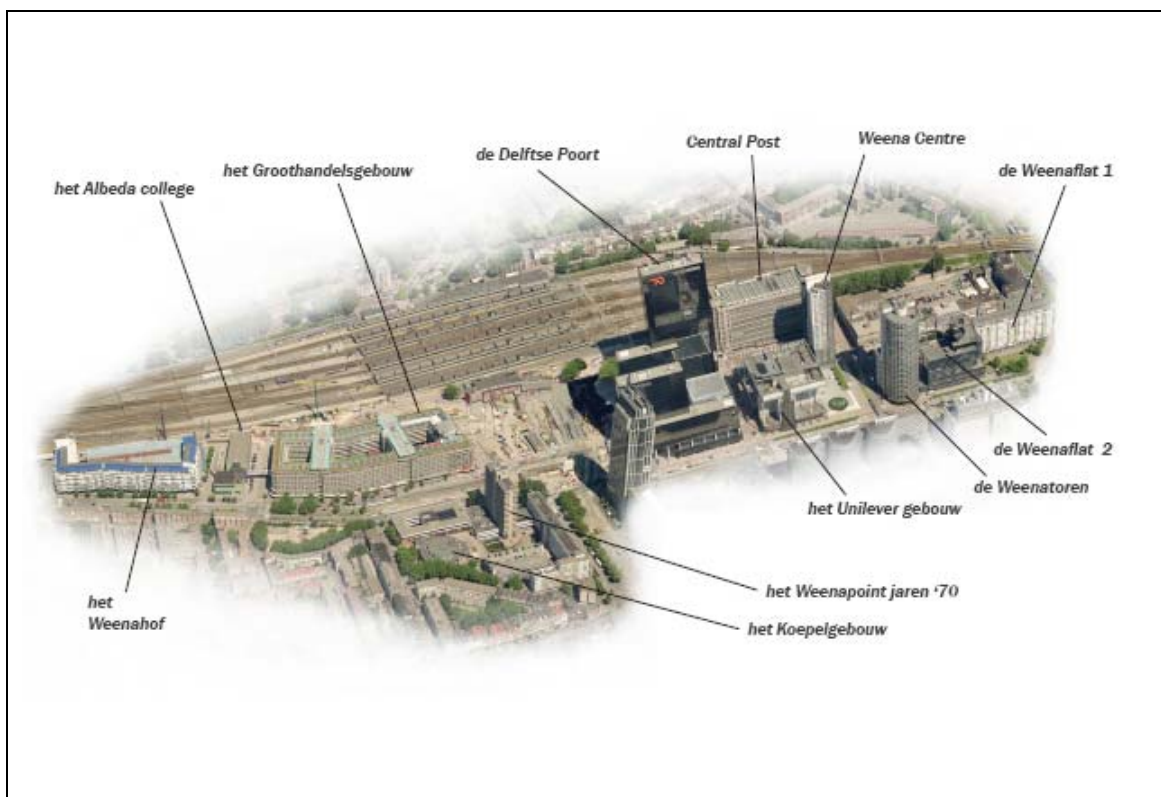 de Delftse Poort
Central Post
Weena Centre
het Groothandelsgebouw
het Albeda college
de Weenaflat 1
de Weenaflat 2
de Weenatoren
het Unilever gebouw
het Weenapoint jaren ‘70
het Koepelgebouw
het
Weenahof